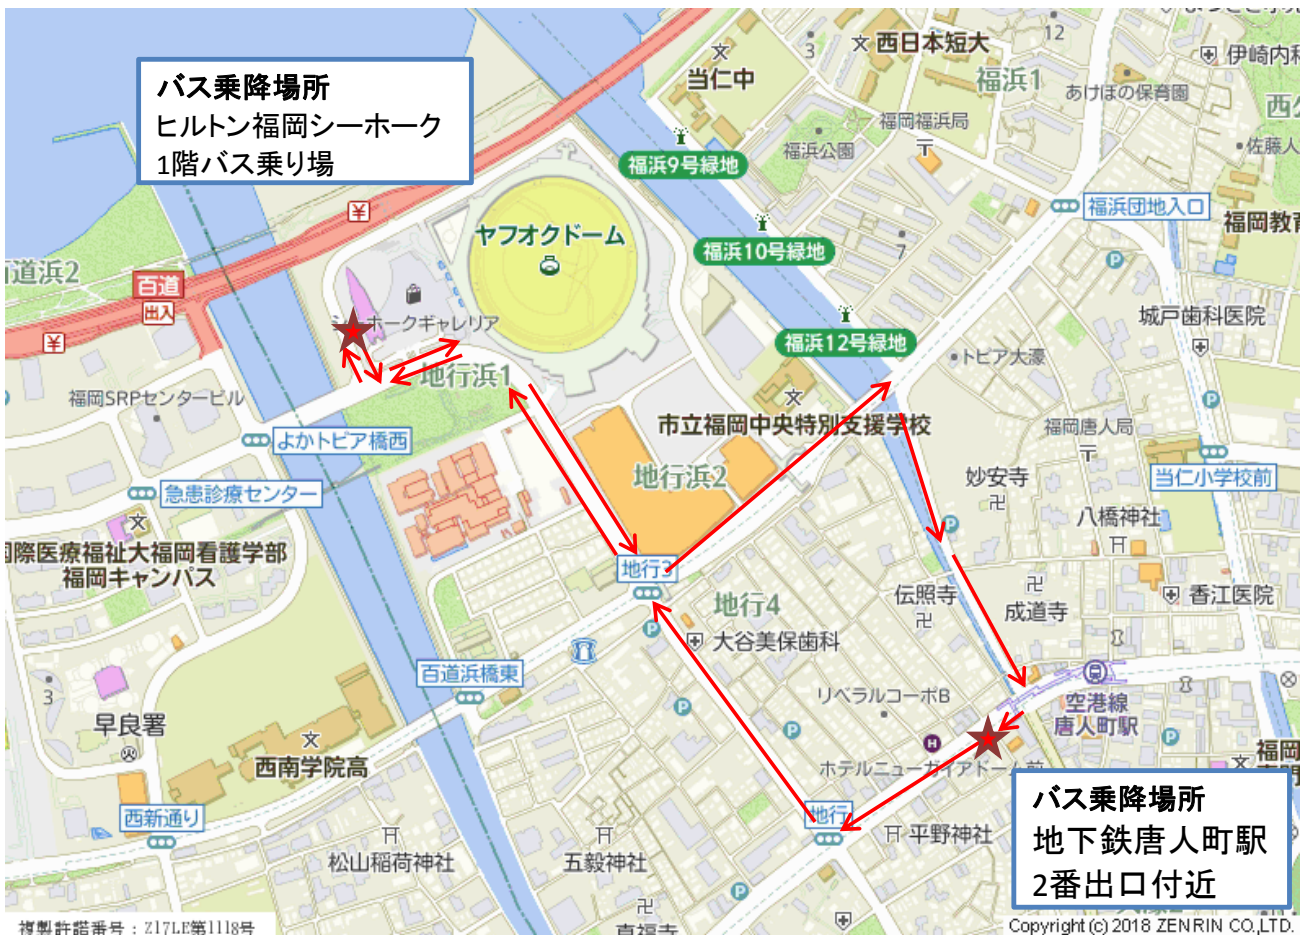 12
3
西日本短大
伊崎内科
当仁中
福浜1
あけぼの保育園
西
バス乗降場所
ヒルトン福岡シーホーク
1階バス乗り場
福岡福浜局
福浜公園
佐藤人
福浜9号緑地
福浜団地入口
福岡教育
ヤフオクドーム
福浜10号緑地
7
P
百道浜2
百道
出入
シーホークギャレリア
福浜12号緑地
城戸歯科医院
トピア大濠
地行浜1
福岡SRPセンタービル
市立福岡中央特別支援学校
福岡唐人局
よかトピア橋西
地行浜2
妙安寺
当仁小学校前
急患診療センター
八橋神社
国際医療福祉大福岡看護学部
福岡キャンパス
地行3
地行4
伝照寺
成道寺
香江医院
大谷美保歯科
百道浜橋東
3
リベラルコーポB
空港線
唐人町駅
早良署
西南学院高
H
ホテルニューガイアドーム前
福岡
バス乗降場所
地下鉄唐人町駅
2番出口付近
西新通り
地行
平野神社
松山稲荷神社
五毅神社
真福寺
複製許諾番号：Z17LE第1118号
Copyright (c) 2018 ZENRIN CO.,LTD.